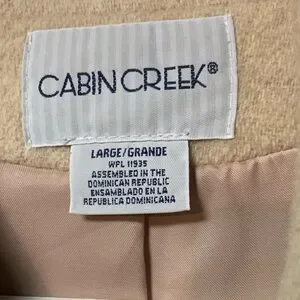 CABIN CREEK®
LARGE/GRANDE
WPL 11935
ASSEMBLED IN THE
DOMINICAN REPUBLIC
ENSAMBLADO EN LA
REPUBLICA DOMINICANA